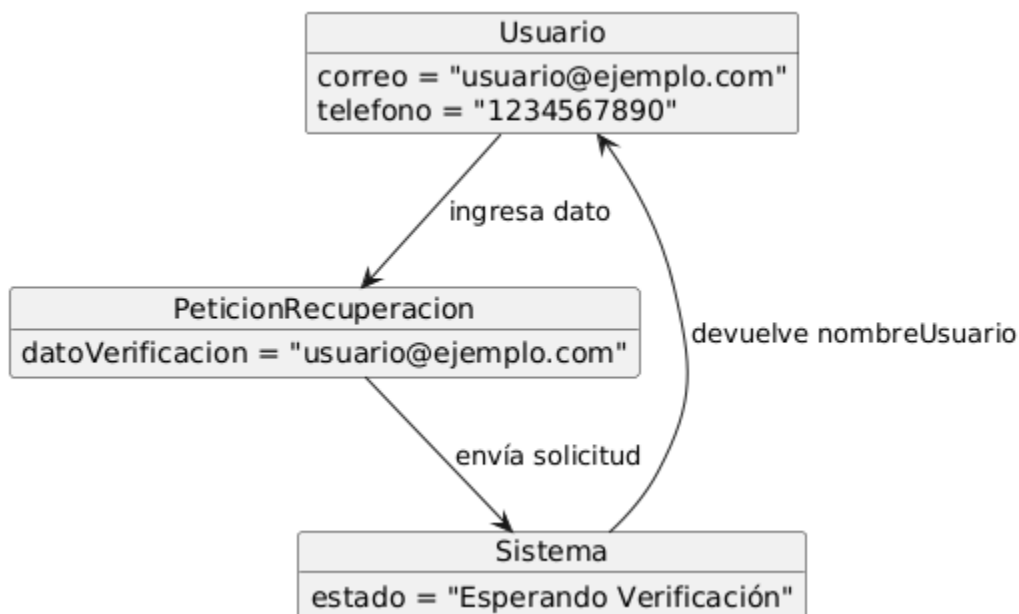 Usuario
correo = "usuario@ejemplo.com"
telefono = "1234567890"
ingresa dato
PeticionRecuperacion
datoVerificacion = "usuario@ejemplo.com"
devuelve nombreUsuario
envía solicitud
Sistema
estado = "Esperando Verificación"